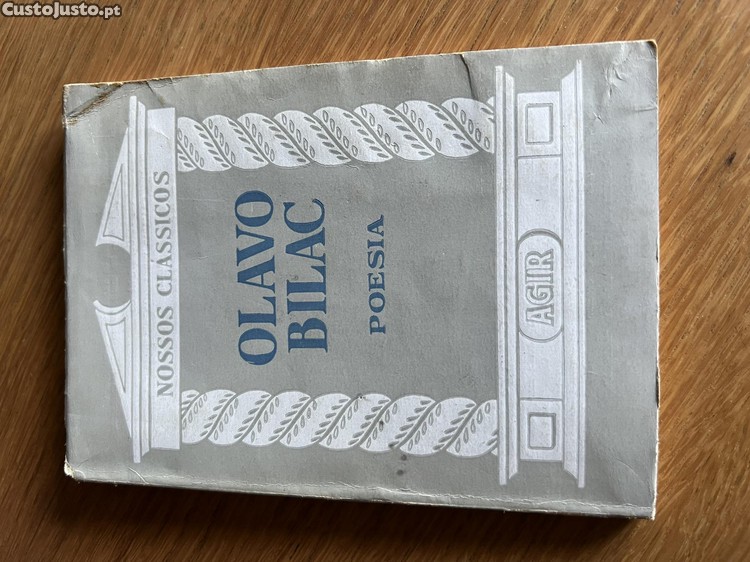 CustoJusto.pt
NOSSOS CLÁSSICOS
OLAVO
BILAC
POESIA
AGIR